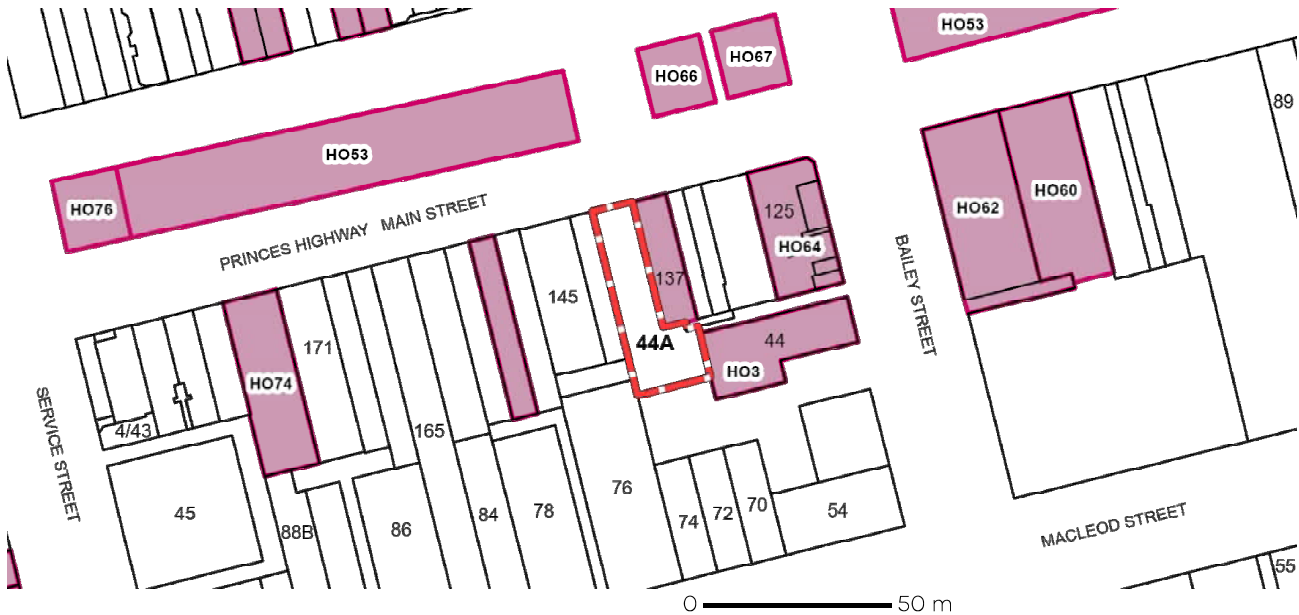 HO53
HO66
HO67
89
HO53
HO76
HO62
HO60
125
HO64
PRINCES HIGHWAY MAIN STREET
BAILEY STREET
137
145
44A
44
HO3
171
HO74
SERVICE STREET
4/43
165
45
88B
86
84
78
76
74
72
70
54
MACLEOD STREET
55
0 50 m